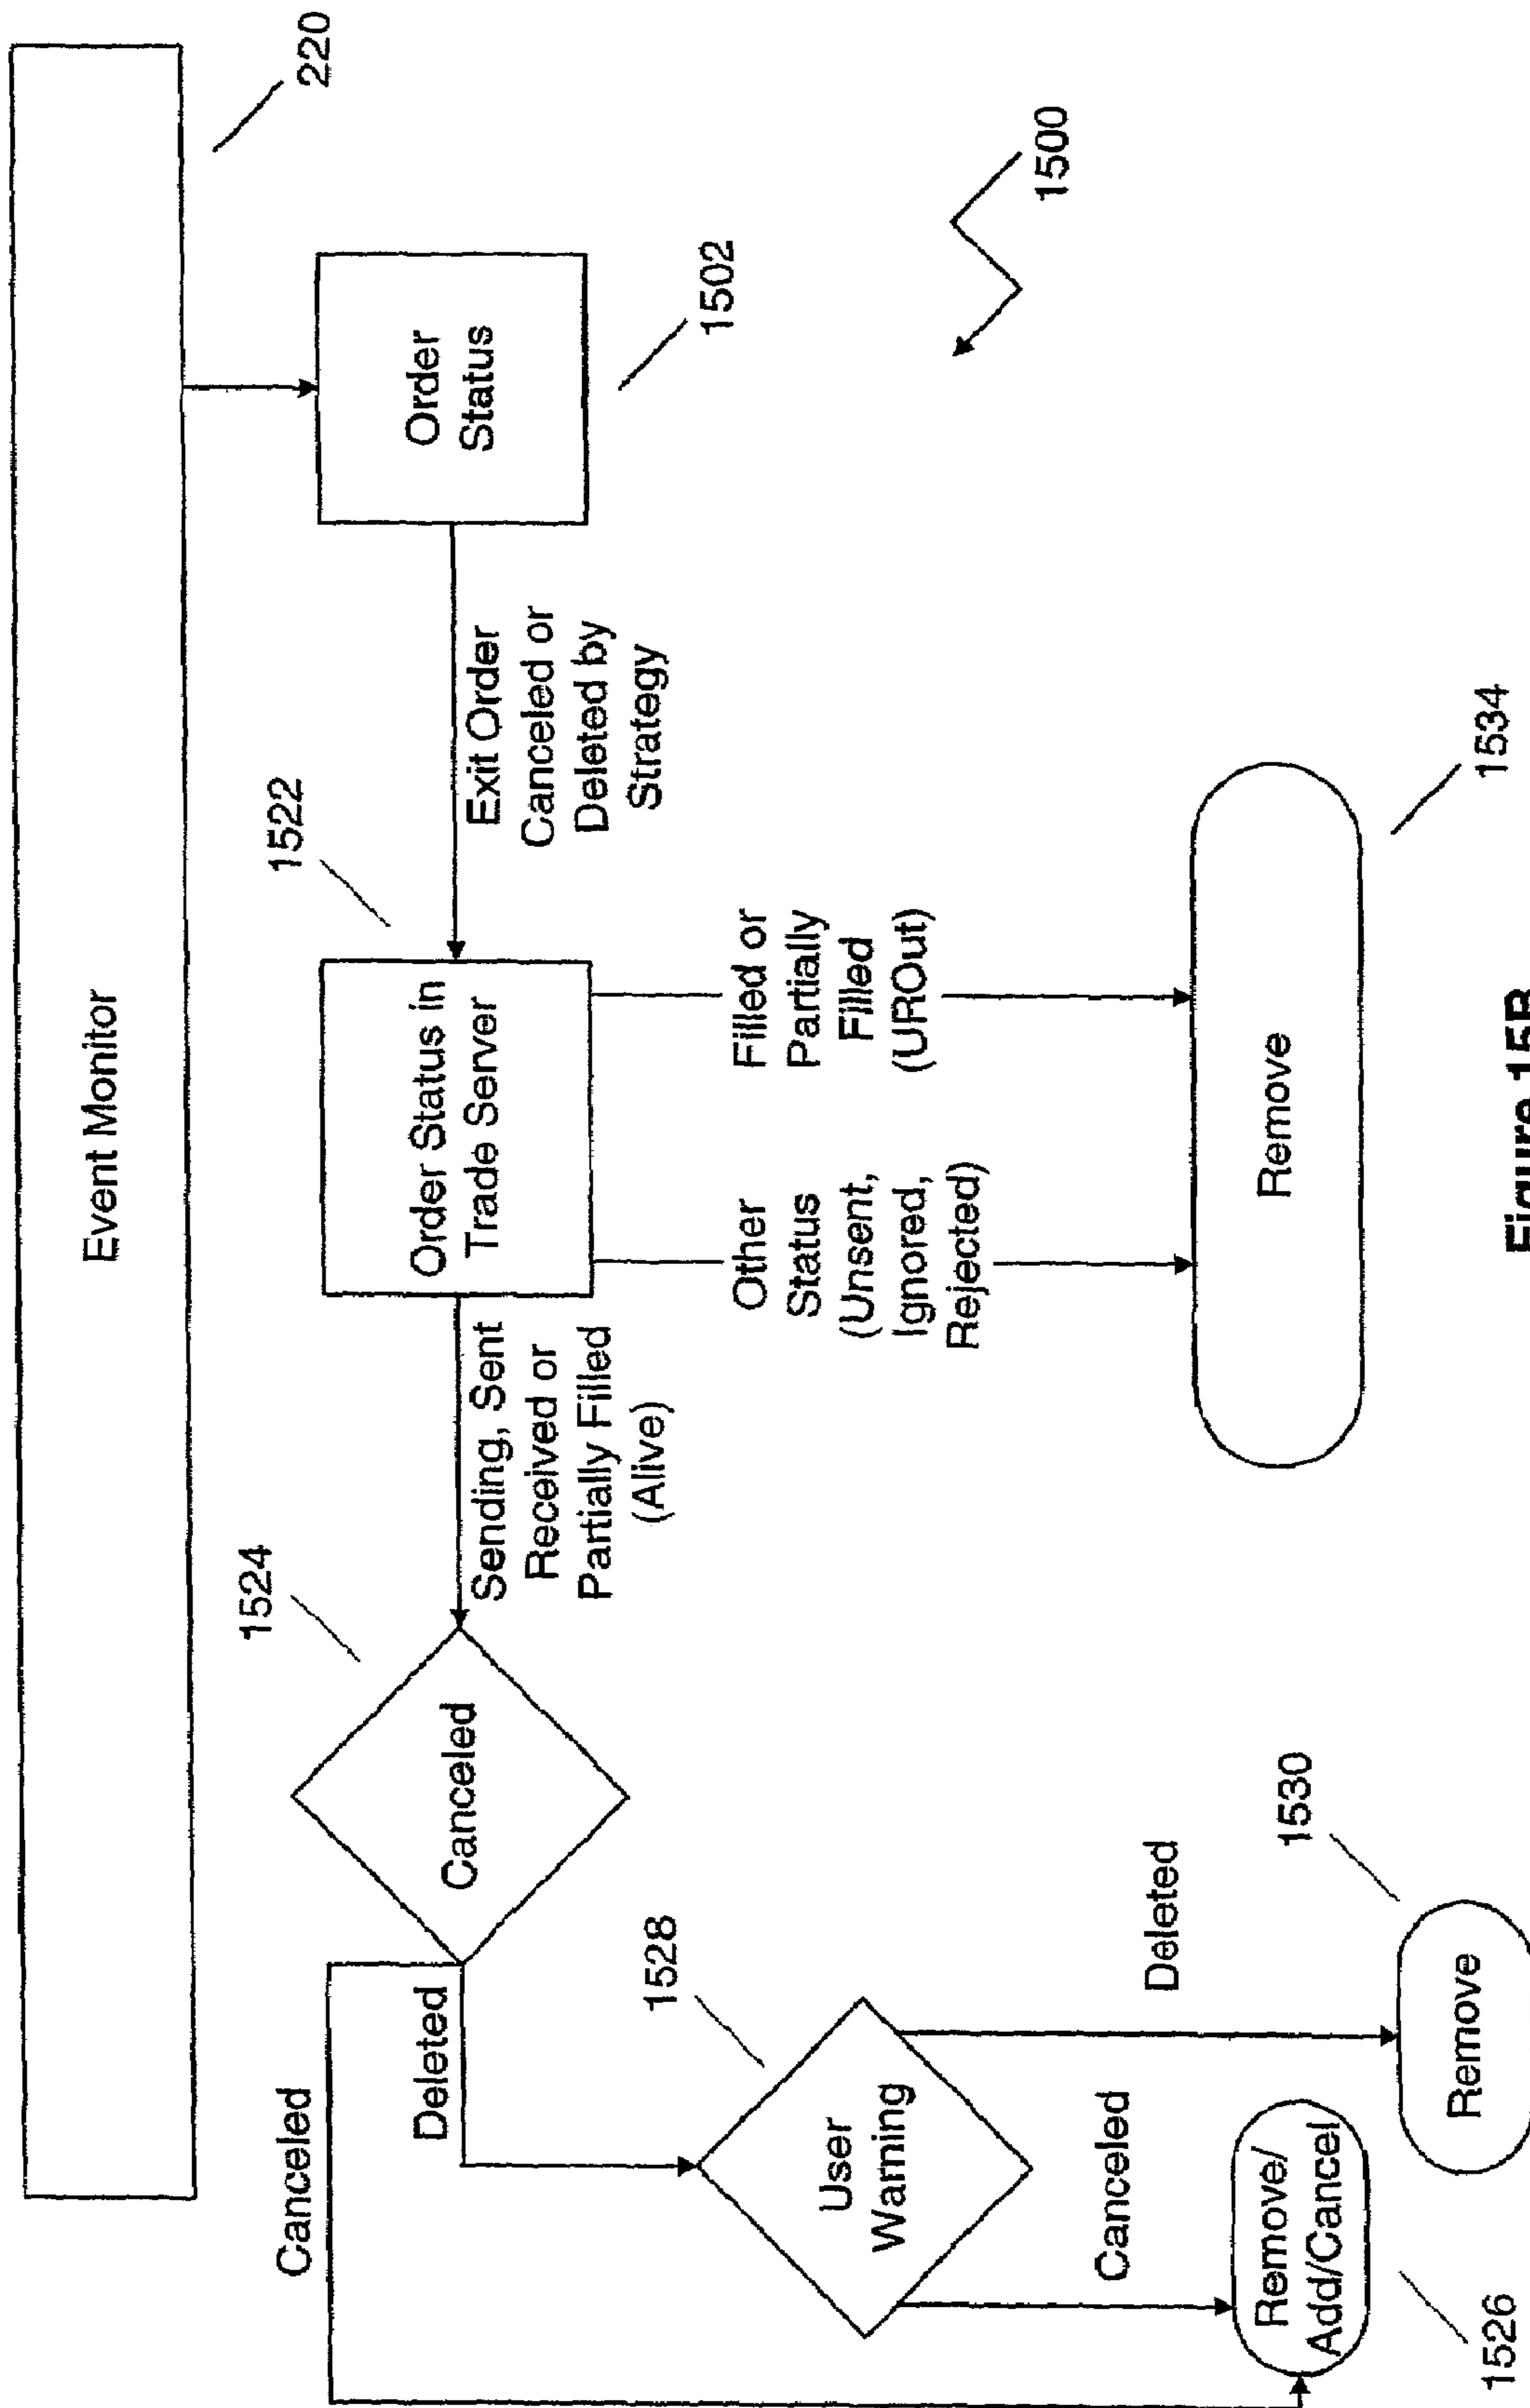 Event Monitor
220
Order
Status
1502
Exit Order
Canceled or
Deleted by
Strategy
1522
Order Status in
Trade Server
Sending, Sent
Received or
Partially Filled
(Alive)
1524
Canceled
Canceled
Deleted
1528
User
Warning
Canceled
Deleted
Remove/
Add/Cancel
1526
Remove
1530
Other
Status
(Unsent,
Ignored,
Rejected)
Filled or
Partially
Filled
(UROut)
Remove
1534
1500
Figure 15B